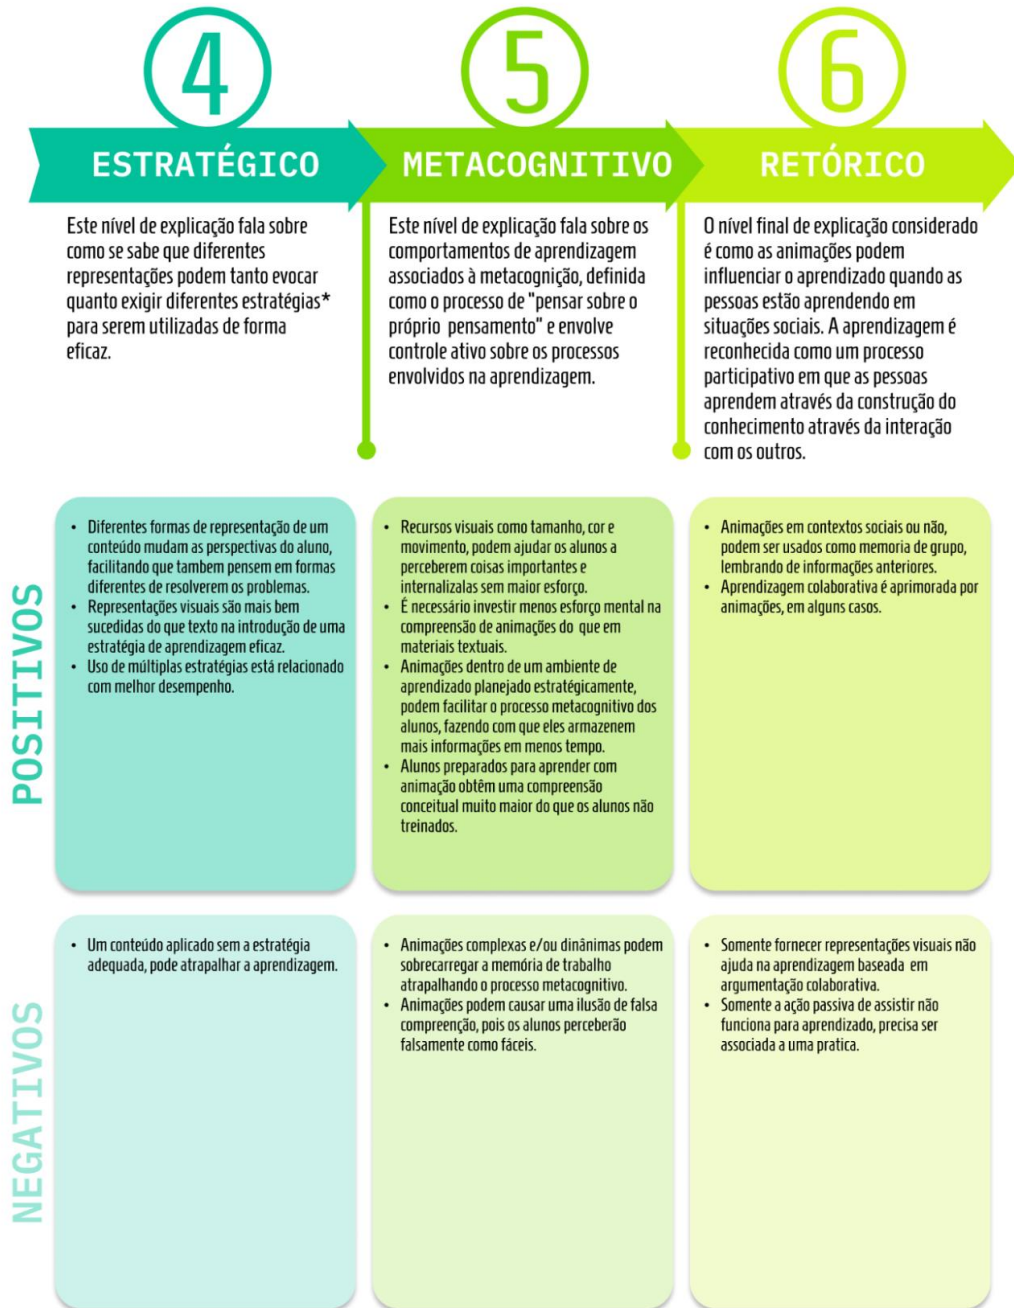 4
ESTRATÉGICO
Este nível de explicação fala sobre
como se sabe que diferentes
representações podem tanto evocar
quanto exigir diferentes estratégias*
para serem utilizadas de forma
eficaz.
5
METACOGNITIVO
Este nível de explicação fala sobre os
comportamentos de aprendizagem
associados à metacognição, definida
como o processo de "pensar sobre o
próprio pensamento" e envolve
controle ativo sobre os processos
envolvidos na aprendizagem.
6
RETÓRICO
O nível final de explicação considerado
é como as animações podem
influenciar o aprendizado quando as
pessoas estão aprendendo em
situações sociais. A aprendizagem é
reconhecida como um processo
participativo em que as pessoas
aprendem através da construção do
conhecimento através da interação
com os outros.
POSITIVOS
• Diferentes formas de representação de um
conteúdo mudam as perspectivas do aluno,
facilitando que tambem pensem em formas
diferentes de resolverem os problemas.
• Representações visuais são mais bem
sucedidas do que texto na introdução de uma
estratégia de aprendizagem eficaz.
• Uso de múltiplas estratégias está relacionado
com melhor desempenho.
• Recursos visuais como tamanho, cor e
movimento, podem ajudar os alunos a
perceberem coisas importantes e
internalizalas sem maior esforço.
• É necessário investir menos esforço mental na
compreensão de animações do que em
materiais textuais.
• Animações dentro de um ambiente de
aprendizado planejado estratégicamente,
podem facilitar o processo metacognitivo dos
alunos, fazendo com que eles armazenem
mais informações em menos tempo.
• Alunos preparados para aprender com
animação obtêm uma compreensão
conceitual muito maior do que os alunos não
treinados.
• Animações em contextos sociais ou não,
podem ser usados como memoria de grupo,
lembrando de informações anteriores.
• Aprendizagem colaborativa é aprimorada por
animações, em alguns casos.
NEGATIVOS
• Um conteúdo aplicado sem a estratégia
adequada, pode atrapalhar a aprendizagem.
• Animações complexas e/ou dinânimas podem
sobrecarregar a memória de trabalho
atrapalhando o processo metacognitivo.
• Animações podem causar uma ilusão de falsa
compreenção, pois os alunos perceberão
falsamente como fáceis.
• Somente fornecer representações visuais não
ajuda na aprendizagem baseada em
argumentação colaborativa.
• Somente a ação passiva de assistir não
funciona para aprendizado, precisa ser
associada a uma pratica.